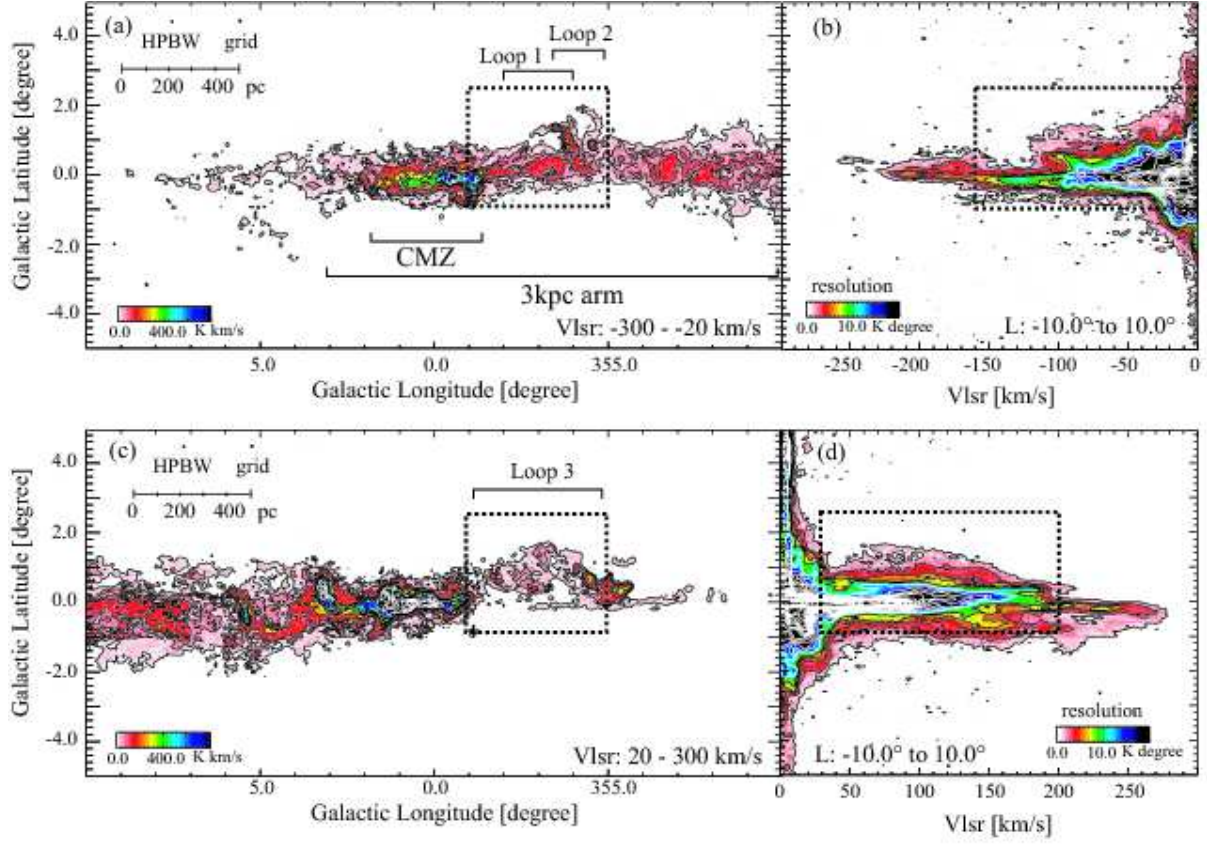 (a)
HPBW grid
0 200 400 pc
Loop 2
Loop 1
CMZ
3kpc arm
0.0 400.0 K km/s
Vlsr: -300 - -20 km/s
4.0
2.0
0.0
-2.0
-4.0
Galactic Latitude [degree]
5.0 0.0 355.0
Galactic Longitude [degree]
(b)
resolution
0.0 10.0 K degree
L: -10.0° to 10.0°
-250 -200 -150 -100 -50 0
Vlsr [km/s]
(c)
HPBW grid
0 200 400 pc
Loop 3
0.0 400.0 K km/s
Vlsr: 20 - 300 km/s
4.0
2.0
0.0
-2.0
-4.0
Galactic Latitude [degree]
5.0 0.0 355.0
Galactic Longitude [degree]
(d)
resolution
0.0 10.0 K degree
L: -10.0° to 10.0°
0 50 100 150 200 250
Vlsr [km/s]